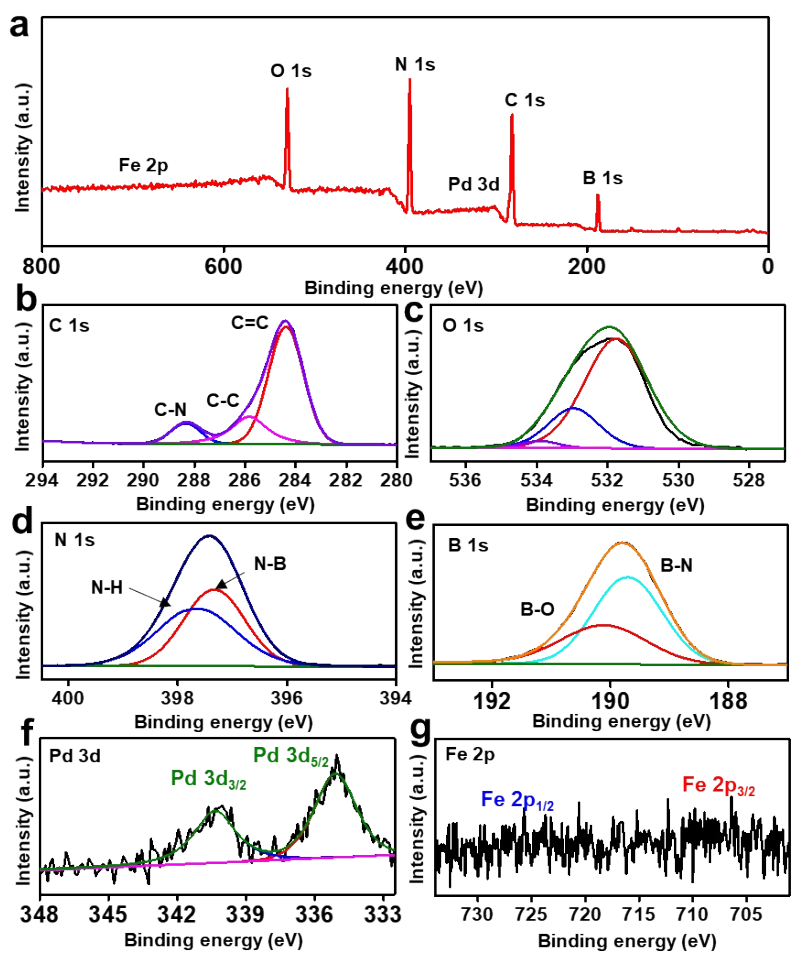 a
Intensity (a.u.)
Fe 2p
O 1s
N 1s
Pd 3d
C 1s
B 1s
800 600 400 200 0
Binding energy (eV)
b
Intensity (a.u.)
C 1s
C=C
C-C
C-N
294 292 290 288 286 284 282 280
Binding energy (eV)
c
Intensity (a.u.)
O 1s
536 534 532 530 528
Binding energy (eV)
d
Intensity (a.u.)
N 1s
N-B
N-H
400 398 396 394
Binding energy (eV)
e
Intensity (a.u.)
B 1s
B-N
B-O
192 190 188
Binding energy (eV)
f
Intensity (a.u.)
Pd 3d
Pd 3d3/2
Pd 3d5/2
348 345 342 339 335 333
Binding energy (eV)
g
Intensity (a.u.)
Fe 2p
Fe 2p1/2
Fe 2p3/2
730 725 720 715 710 705
Binding energy (eV)